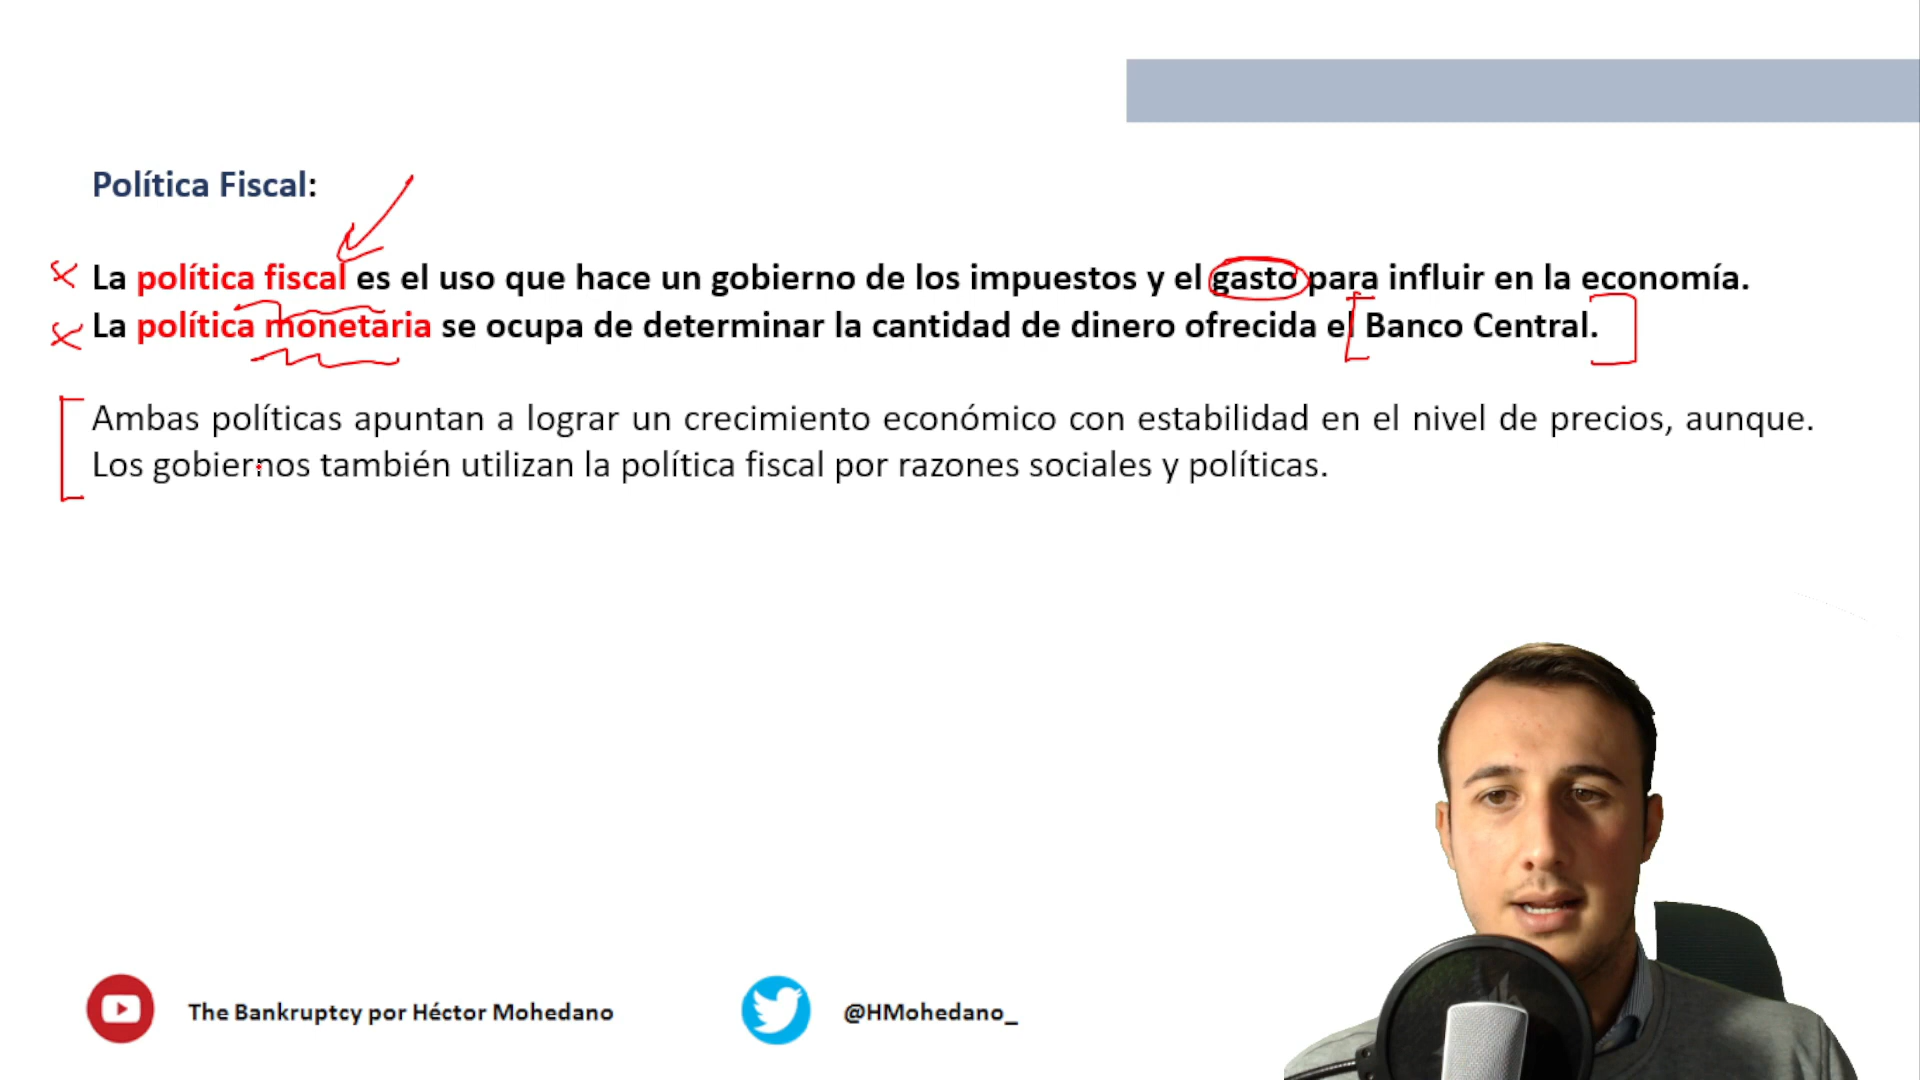 Política Fiscal:
La política fiscal es el uso que hace un gobierno de los impuestos y el gasto para influir en la economía.
La política monetaria se ocupa de determinar la cantidad de dinero ofrecida el Banco Central.
Ambas políticas apuntan a lograr un crecimiento económico con estabilidad en el nivel de precios, aunque.
Los gobiernos también utilizan la política fiscal por razones sociales y políticas.
The Bankruptcy por Héctor Mohedano
@HMohedano_